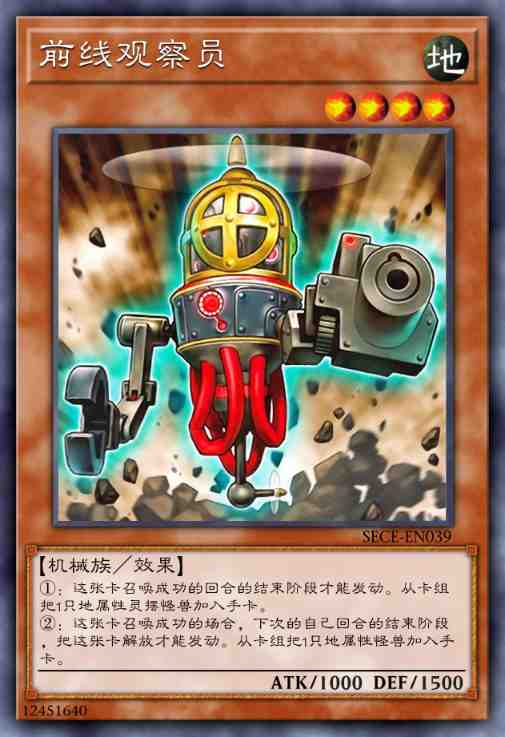 前线观察员
地
SECE-EN039
【机械族／效果】
①：这张卡召唤成功的回合的结束阶段才能发动。从卡组
把1只地属性灵摆怪兽加入手卡。
②：这张卡召唤成功的场合，下次的自己回合的结束阶段
，把这张卡解放才能发动。从卡组把1只地属性怪兽加入手
卡。
ATK/1000 DEF/1500
12451640